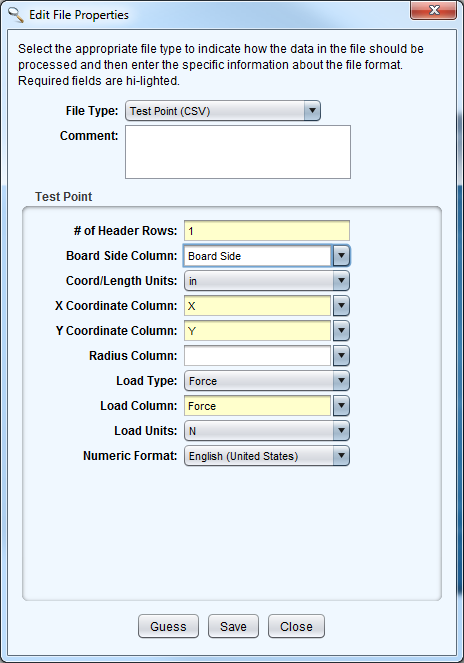 Edit File Properties
Select the appropriate file type to indicate how the data in the file should be
processed and then enter the specific information about the file format.
Required fields are hi-lighted.
File Type: Test Point (CSV)
Comment:
Test Point
# of Header Rows: 1
Board Side Column: Board Side
Coord/Length Units: in
X Coordinate Column: X
Y Coordinate Column: Y
Radius Column:
Load Type: Force
Load Column: Force
Load Units: N
Numeric Format: English (United States)
Guess Save Close